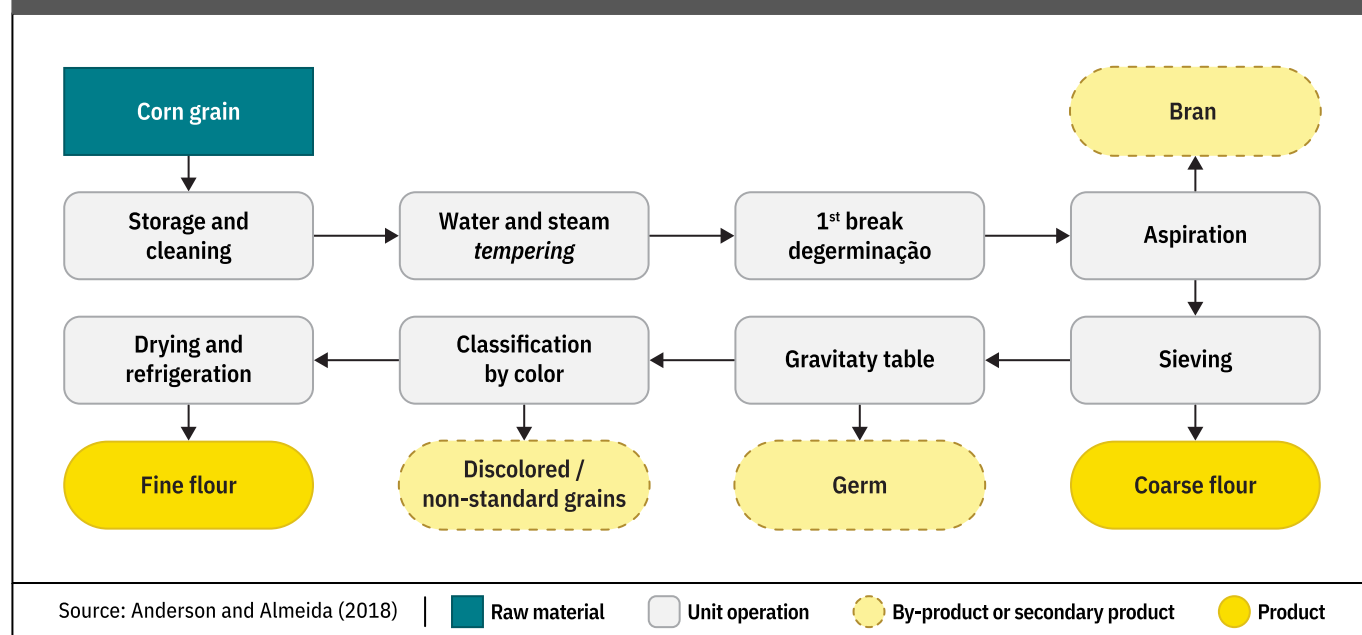 Corn grain
Bran
Storage and
cleaning
Water and steam
tempering
1st break
degerminação
Aspiration
Drying and
refrigeration
Classification
by color
Gravitaty table
Sieving
Fine flour
Discolored /
non-standard grains
Germ
Coarse flour
Source: Anderson and Almeida (2018)
Raw material
Unit operation
By-product or secondary product
Product